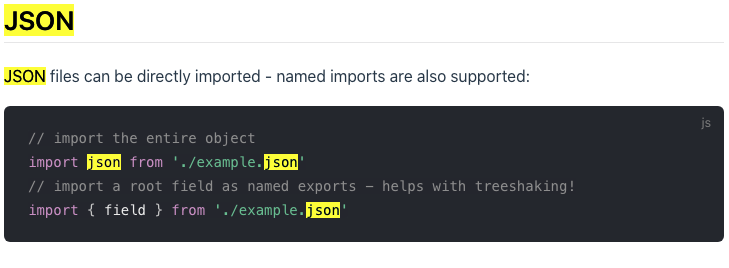 JSON
JSON files can be directly imported - named imports are also supported:
js
// import the entire object
import json from './example.json'
// import a root field as named exports — helps with treeshaking!
import { field } from './example.json'